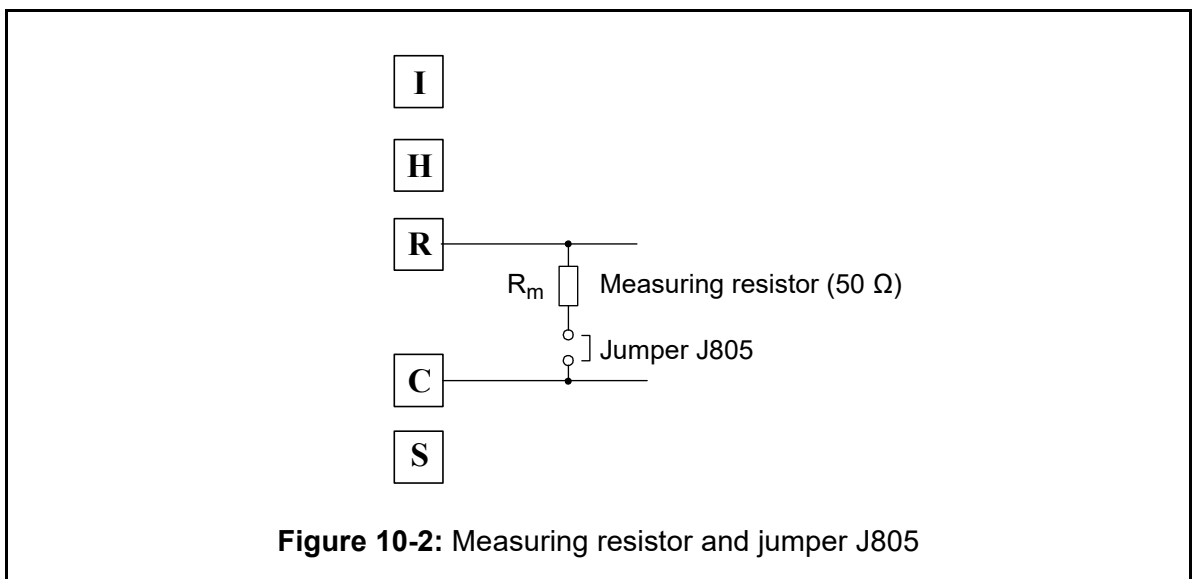 I
H
R
Rm Measuring resistor (50 Ω)
Jumper J805
C
S
Figure 10-2: Measuring resistor and jumper J805